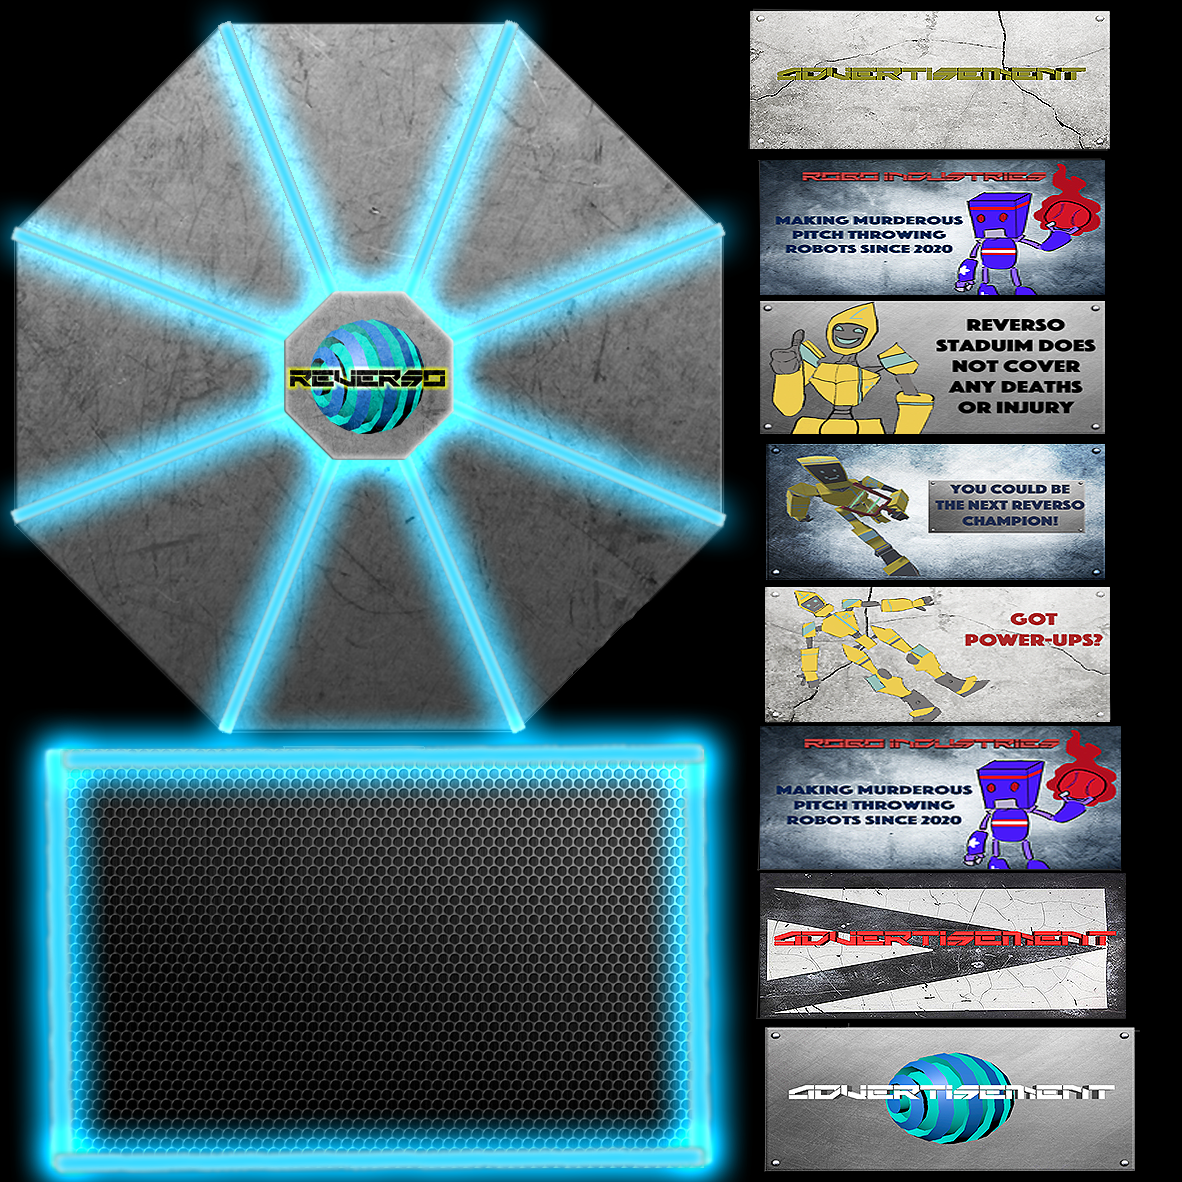 REVERSO
ADVERTISEMENT
ROBO INDUSTRIES
MAKING MURDEROUS
PITCH THROWING
ROBOTS SINCE 2020
REVERSO
STADUIM DOES
NOT COVER
ANY DEATHS
OR INJURY
YOU COULD BE
THE NEXT REVERSO
CHAMPION!
GOT
POWER-UPS?
ROBO INDUSTRIES
MAKING MURDEROUS
PITCH THROWING
ROBOTS SINCE 2020
ADVERTISEMENT
ADVERTISEMENT